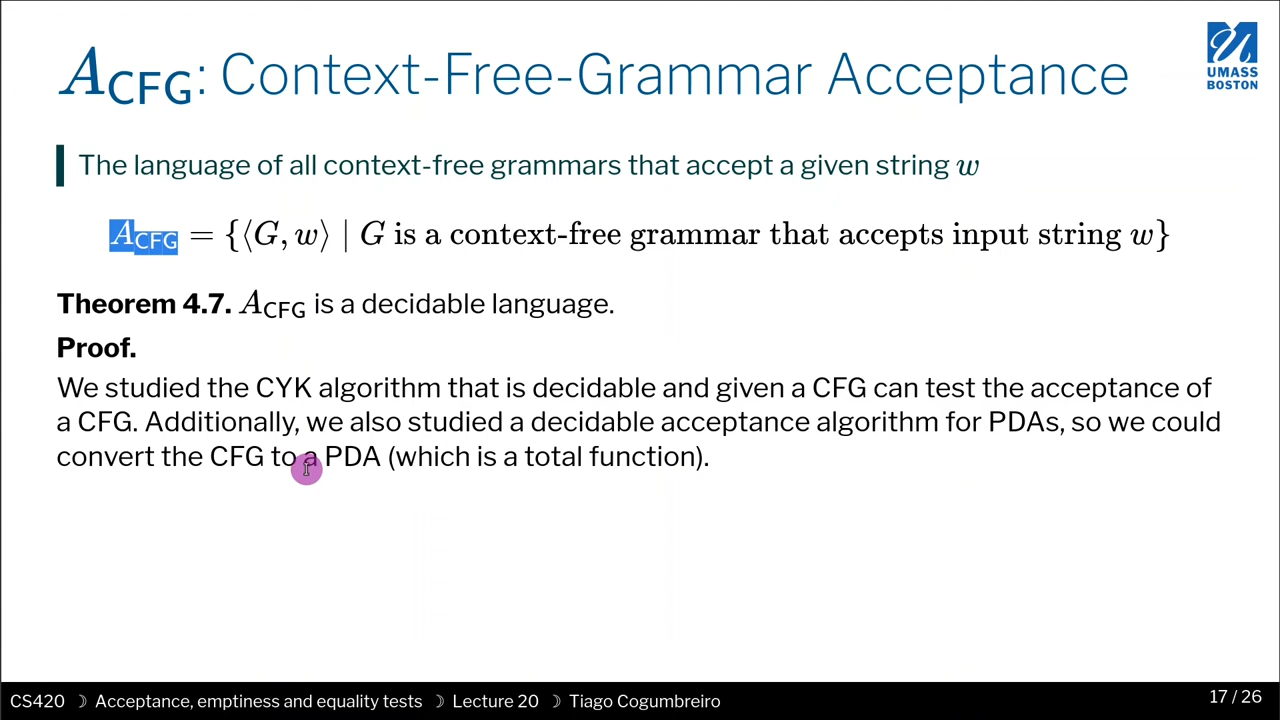 A_CFG: Context-Free-Grammar Acceptance
UMASS
BOSTON
The language of all context-free grammars that accept a given string w
A_CFG = {⟨G, w⟩ | G is a context-free grammar that accepts input string w}
Theorem 4.7. A_CFG is a decidable language.
Proof.
We studied the CYK algorithm that is decidable and given a CFG can test the acceptance of
a CFG. Additionally, we also studied a decidable acceptance algorithm for PDAs, so we could
convert the CFG to a PDA (which is a total function).
CS420 ☽ Acceptance, emptiness and equality tests ☽ Lecture 20 ☽ Tiago Cogumbreiro
17 / 26